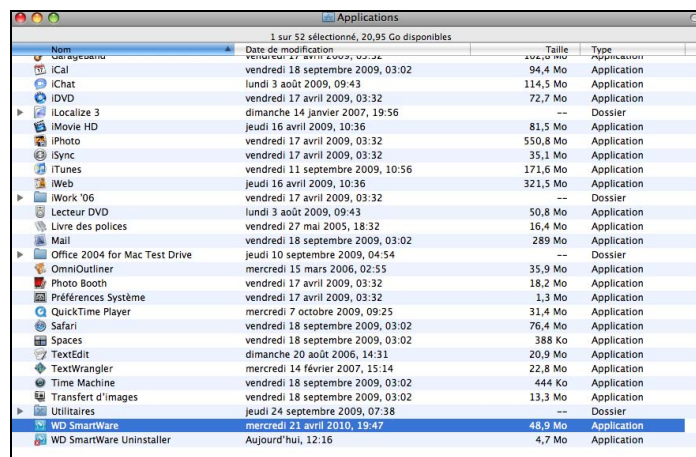 Applications
1 sur 52 sélectionné, 20,95 Go disponibles
Nom Date de modification Taille Type
GarageBand vendredi 17 avril 2009, 03:32 102,8 Mo Application
iCal vendredi 18 septembre 2009, 03:02 94,4 Mo Application
iChat lundi 3 août 2009, 09:43 114,5 Mo Application
iDVD vendredi 17 avril 2009, 03:32 72,7 Mo Application
iLocalize 3 dimanche 14 janvier 2007, 19:56 -- Dossier
iMovie HD jeudi 16 avril 2009, 10:36 81,5 Mo Application
iPhoto vendredi 17 avril 2009, 03:32 550,8 Mo Application
iSync vendredi 17 avril 2009, 03:32 35,1 Mo Application
iTunes vendredi 11 septembre 2009, 10:56 171,6 Mo Application
iWeb jeudi 16 avril 2009, 10:36 321,5 Mo Application
iWork '06 vendredi 17 avril 2009, 03:32 -- Dossier
Lecteur DVD lundi 3 août 2009, 09:43 50,8 Mo Application
Livre des polices vendredi 27 mai 2005, 18:32 16,4 Mo Application
Mail vendredi 18 septembre 2009, 03:02 289 Mo Application
Office 2004 for Mac Test Drive jeudi 10 septembre 2009, 04:54 -- Dossier
OmniOutliner mercredi 15 mars 2006, 02:55 35,9 Mo Application
Photo Booth vendredi 17 avril 2009, 03:32 18,2 Mo Application
Préférences Système vendredi 17 avril 2009, 03:32 1,3 Mo Application
QuickTime Player mercredi 7 octobre 2009, 09:25 31,4 Mo Application
Safari vendredi 18 septembre 2009, 03:02 76,4 Mo Application
Spaces vendredi 18 septembre 2009, 03:02 388 Ko Application
TextEdit dimanche 20 août 2006, 14:31 20,9 Mo Application
TextWrangler mercredi 14 février 2007, 15:14 22,8 Mo Application
Time Machine vendredi 18 septembre 2009, 03:02 444 Ko Application
Transfert d'images vendredi 18 septembre 2009, 03:02 13,3 Mo Application
Utilitaires jeudi 24 septembre 2009, 07:38 -- Dossier
WD SmartWare mercredi 21 avril 2010, 19:47 48,9 Mo Application
WD SmartWare Uninstaller Aujourd'hui, 12:16 4,7 Mo Application